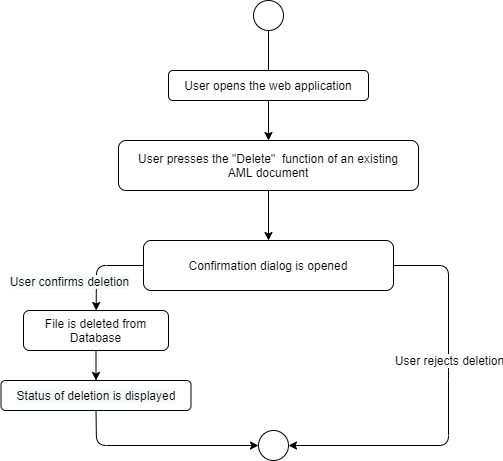 User opens the web application
User presses the "Delete" function of an existing
AML document
Confirmation dialog is opened
User confirms deletion
File is deleted from
Database
User rejects deletion
Status of deletion is displayed